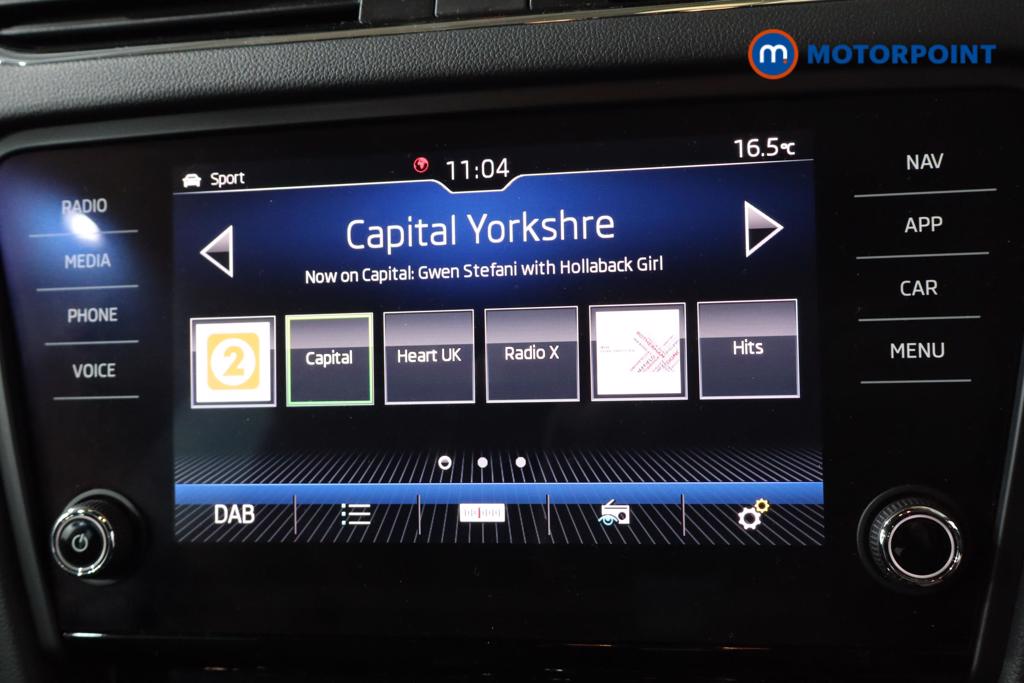 m MOTORPOINT
Sport 11:04 16.5°C
RADIO
MEDIA
PHONE
VOICE
Capital Yorkshre
Now on Capital: Gwen Stefani with Hollaback Girl
2 Capital Heart UK Radio X Hits
DAB
NAV
APP
CAR
MENU